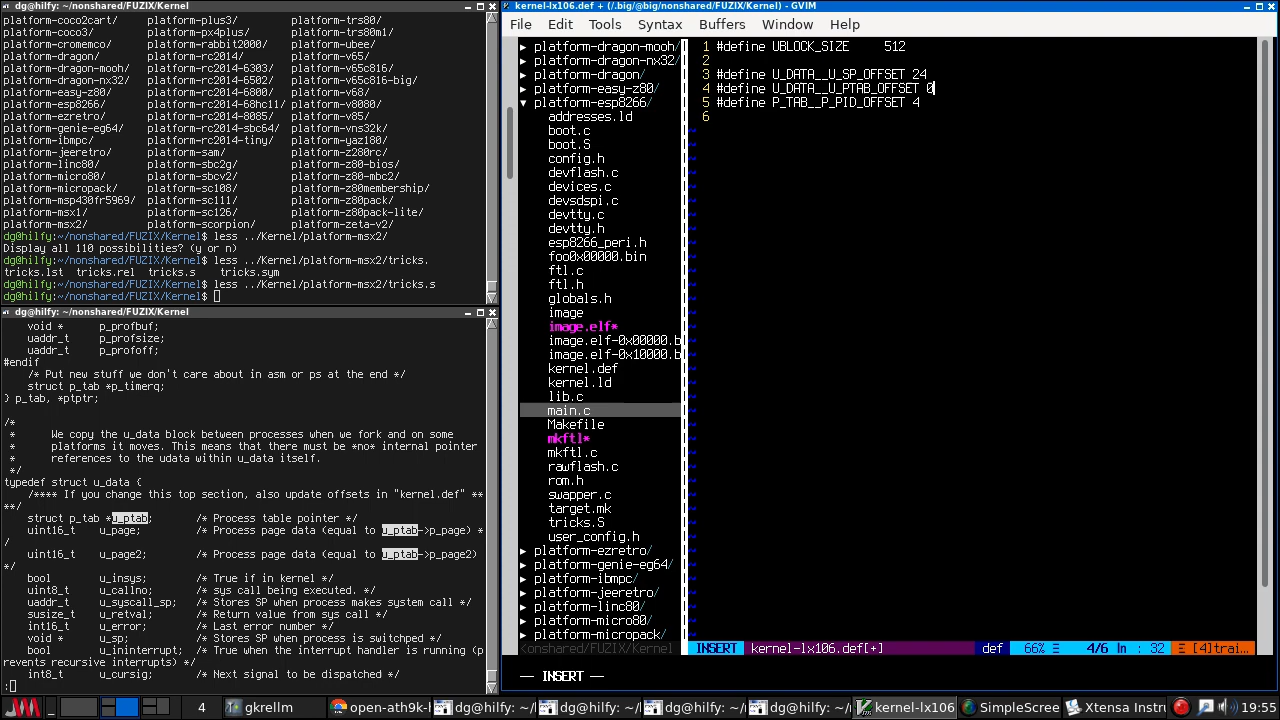 dg@hilfy: ~/nonshared/FUZIX/Kernel
platform-coco2cart/ platform-plus3/ platform-trs80/
platform-coco3/ platform-px4plus/ platform-trs80m1/
platform-cromemco/ platform-rabbit2000/ platform-ubee/
platform-dragon/ platform-rc2014/ platform-v65/
platform-dragon-mooh/ platform-rc2014-6303/ platform-v65c816/
platform-dragon-nx32/ platform-rc2014-6502/ platform-v65c816-big/
platform-easy-z80/ platform-rc2014-6800/ platform-v68/
platform-esp8266/ platform-rc2014-68hc11/ platform-v8080/
platform-ezretro/ platform-rc2014-8085/ platform-v85/
platform-genie-eg64/ platform-rc2014-sbc64/ platform-vns32k/
platform-ibmpc/ platform-rc2014-tiny/ platform-yaz180/
platform-jeeretro/ platform-sam/ platform-z280rc/
platform-linc80/ platform-sbc2g/ platform-z80-bios/
platform-micro80/ platform-sbcv2/ platform-z80-mbc2/
platform-micropack/ platform-sc108/ platform-z80membership/
platform-msp430fr5969/ platform-sc111/ platform-z80pack/
platform-msx1/ platform-sc126/ platform-z80pack-lite/
platform-msx2/ platform-scorpion/ platform-zeta-v2/
dg@hilfy:~/nonshared/FUZIX/Kernel$ less ../Kernel/platform-msx2/
Display all 110 possibilities? (y or n)
dg@hilfy:~/nonshared/FUZIX/Kernel$ less ../Kernel/platform-msx2/tricks.
tricks.lst tricks.rel tricks.s tricks.sym
dg@hilfy:~/nonshared/FUZIX/Kernel$ less ../Kernel/platform-msx2/tricks.s
dg@hilfy:~/nonshared/FUZIX/Kernel$
dg@hilfy: ~/nonshared/FUZIX/Kernel
void * p_profbuf;
uaddr_t p_profsize;
uaddr_t p_profoff;
#endif
/* Put new stuff we don't care about in asm or ps at the end */
struct p_tab *p_timerq;
} p_tab, *ptptr;
/*
* We copy the u_data block between processes when we fork and on some
* platforms it moves. This means that there must be *no* internal pointer
* references to the udata within u_data itself.
*/
typedef struct u_data {
/**** If you change this top section, also update offsets in "kernel.def" **
**/
struct p_tab *u_ptab; /* Process table pointer */
uint16_t u_page; /* Process page data (equal to u_ptab->p_page) *
/
uint16_t u_page2; /* Process page data (equal to u_ptab->p_page2)
*/
bool u_insys; /* True if in kernel */
uint8_t u_callno; /* sys call being executed. */
uaddr_t u_syscall_sp; /* Stores SP when process makes system call */
susize_t u_retval; /* Return value from sys call */
int16_t u_error; /* Last error number */
void * u_sp; /* Stores SP when process is switched */
bool u_ininterrupt; /* True when the interrupt handler is running (p
revents recursive interrupts) */
int8_t u_cursig; /* Next signal to be dispatched */
:
kernel-lx106.def + (/.big/@big/nonshared/FUZIX/Kernel) - GVIM
File Edit Tools Syntax Buffers Window Help
▸ platform-dragon-mooh/
▸ platform-dragon-nx32/
▸ platform-dragon/
▸ platform-easy-z80/
▾ platform-esp8266/
addresses.ld
boot.c
boot.S
config.h
devflash.c
devices.c
devsdspi.c
devtty.c
devtty.h
esp8266_peri.h
foo0x00000.bin
ftl.c
ftl.h
globals.h
image
image.elf*
image.elf-0x00000.b
image.elf-0x10000.b
kernel.def
kernel.ld
lib.c
main.c
Makefile
mkftl*
mkftl.c
rawflash.c
rom.h
swapper.c
target.mk
tricks.S
user_config.h
▸ platform-ezretro/
▸ platform-genie-eg64/
▸ platform-ibmpc/
▸ platform-jeeretro/
▸ platform-linc80/
▸ platform-micro80/
▸ platform-micropack/
<onshared/FUZIX/Kernel
1 #define UBLOCK_SIZE 512
2
3 #define U_DATA__U_SP_OFFSET 24
4 #define U_DATA__U_PTAB_OFFSET 0
5 #define P_TAB__P_PID_OFFSET 4
6
INSERT kernel-lx106.def[+] def 66% Ξ 4/6 ln : 32 Ξ [4]trai…
-- INSERT --
4 gkrellm open-ath9k- dg@hilfy: ~/ dg@hilfy: ~/ dg@hilfy: ~/ dg@hilfy: ~/ kernel-lx106 SimpleScree Xtensa Instr 19:55